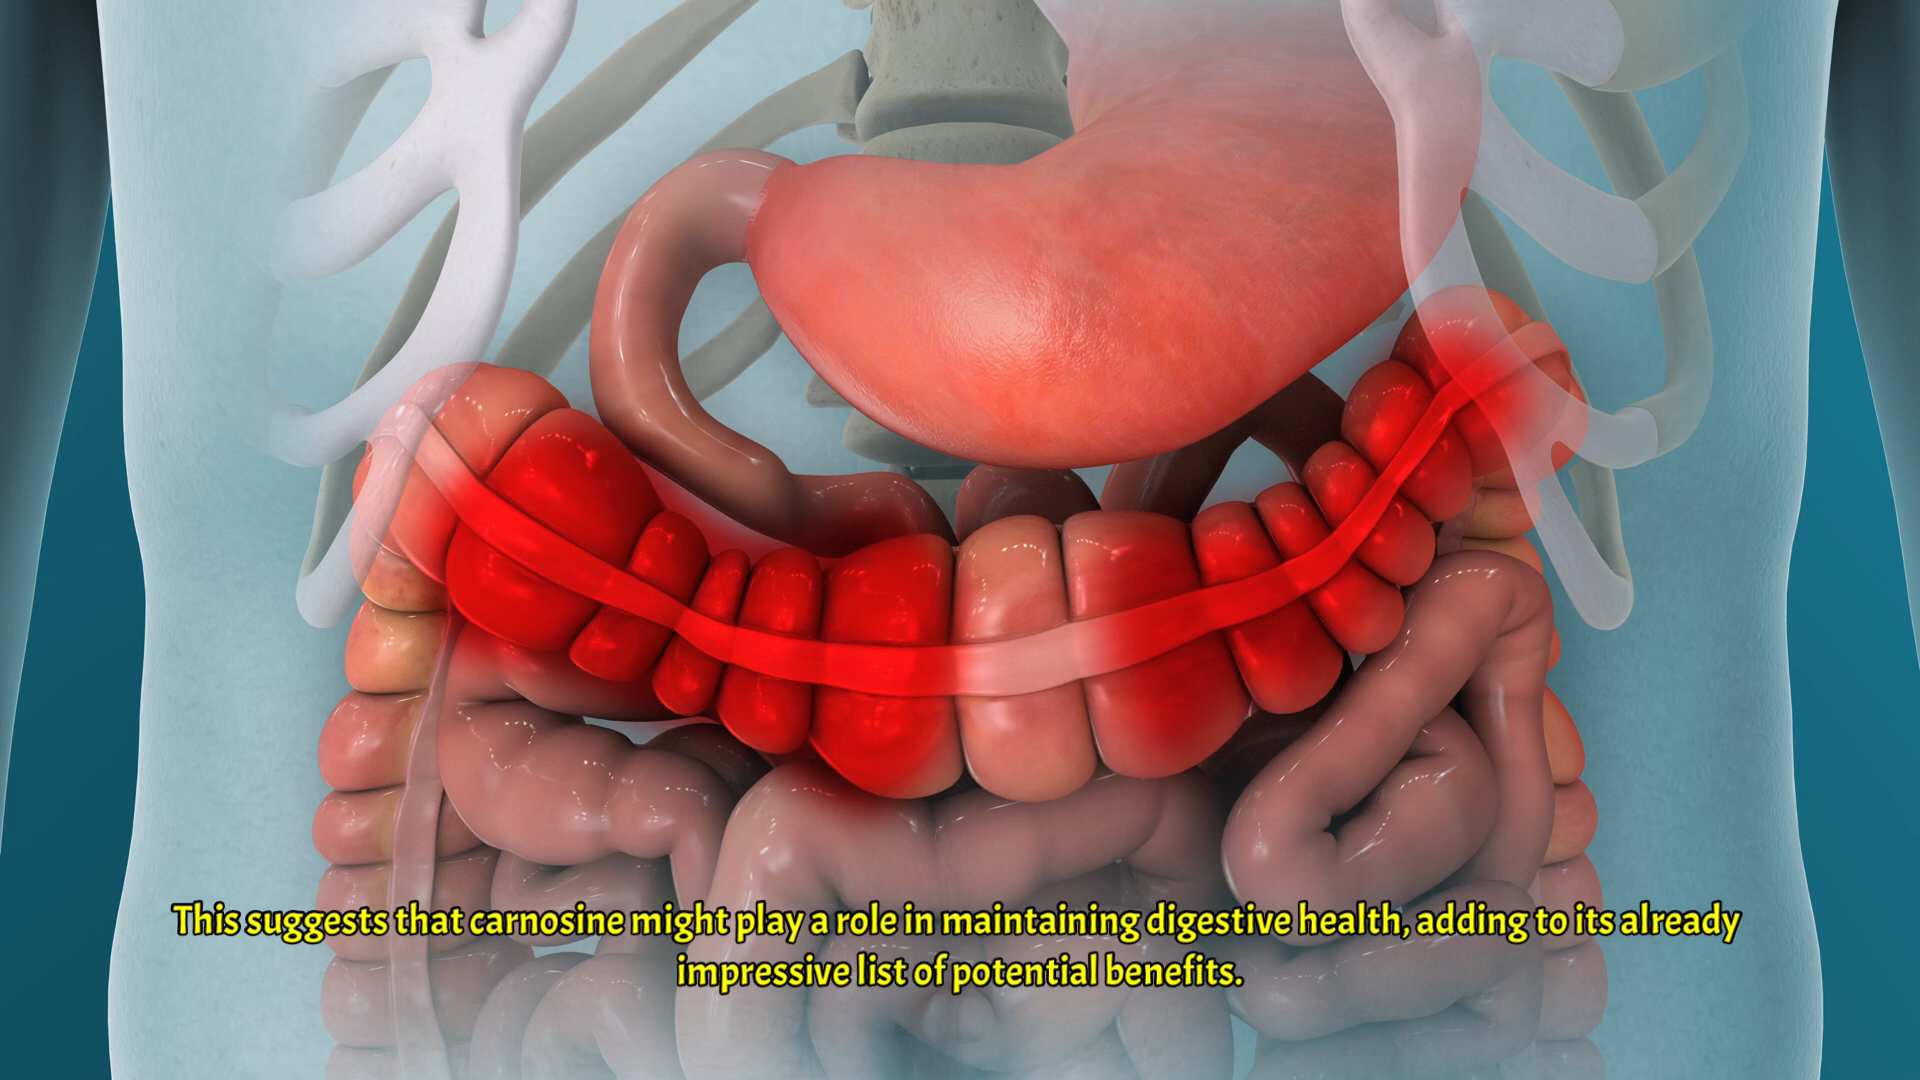 This suggests that carnosine might play a role in maintaining digestive health, adding to its already
impressive list of potential benefits.